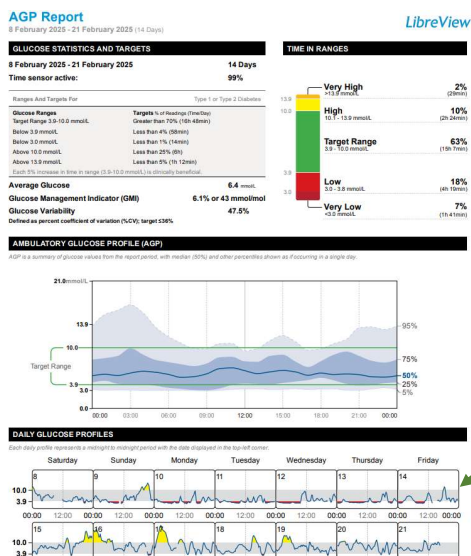 AGP Report
LibreView
8 February 2025 - 21 February 2025 (14 Days)
GLUCOSE STATISTICS AND TARGETS
8 February 2025 - 21 February 2025 14 Days
Time sensor active: 99%
Ranges And Targets For Type 1 or Type 2 Diabetes
Glucose Ranges Targets % of Readings (Time/Day)
Target Range 3.9-10.0 mmol/L Greater than 70% (16h 48min)
Below 3.9 mmol/L Less than 4% (58min)
Below 3.0 mmol/L Less than 1% (14min)
Above 10.0 mmol/L Less than 25% (6h)
Above 13.9 mmol/L Less than 5% (1h 12min)
Each 5% increase in time in range (3.9-10.0 mmol/L) is clinically beneficial.
Average Glucose 6.4 mmol/L
Glucose Management Indicator (GMI) 6.1% or 43 mmol/mol
Glucose Variability 47.5%
Defined as percent coefficient of variation (%CV); target ≤36%
TIME IN RANGES
Very High 2%
>13.9 mmol/L (29min)
13.9
High 10%
10.0
10.1 - 13.9 mmol/L (2h 24min)
Target Range 63%
3.9 - 10.0 mmol/L (15h 7min)
3.9
Low 18%
3.0 - 3.8 mmol/L (4h 19min)
3.0
Very Low 7%
<3.0 mmol/L (1h 41min)
AMBULATORY GLUCOSE PROFILE (AGP)
AGP is a summary of glucose values from the report period, with median (50%) and other percentiles shown as if occurring in a single day.
21.0 mmol/L
13.9
95%
10.0
75%
Target Range
50%
25%
3.9
5%
3.0
0.0
00:00 03:00 06:00 09:00 12:00 15:00 18:00 21:00 00:00
DAILY GLUCOSE PROFILES
Each daily profile represents a midnight to midnight period with the date displayed in the top-left corner.
Saturday Sunday Monday Tuesday Wednesday Thursday Friday
8 9 10 11 12 13 14
10.0
3.9
00:00 12:00 00:00 12:00 00:00 12:00 00:00 12:00 00:00 12:00 00:00 12:00 00:00 12:00 00:00
15 16 17 18 19 20 21
10.0
3.9